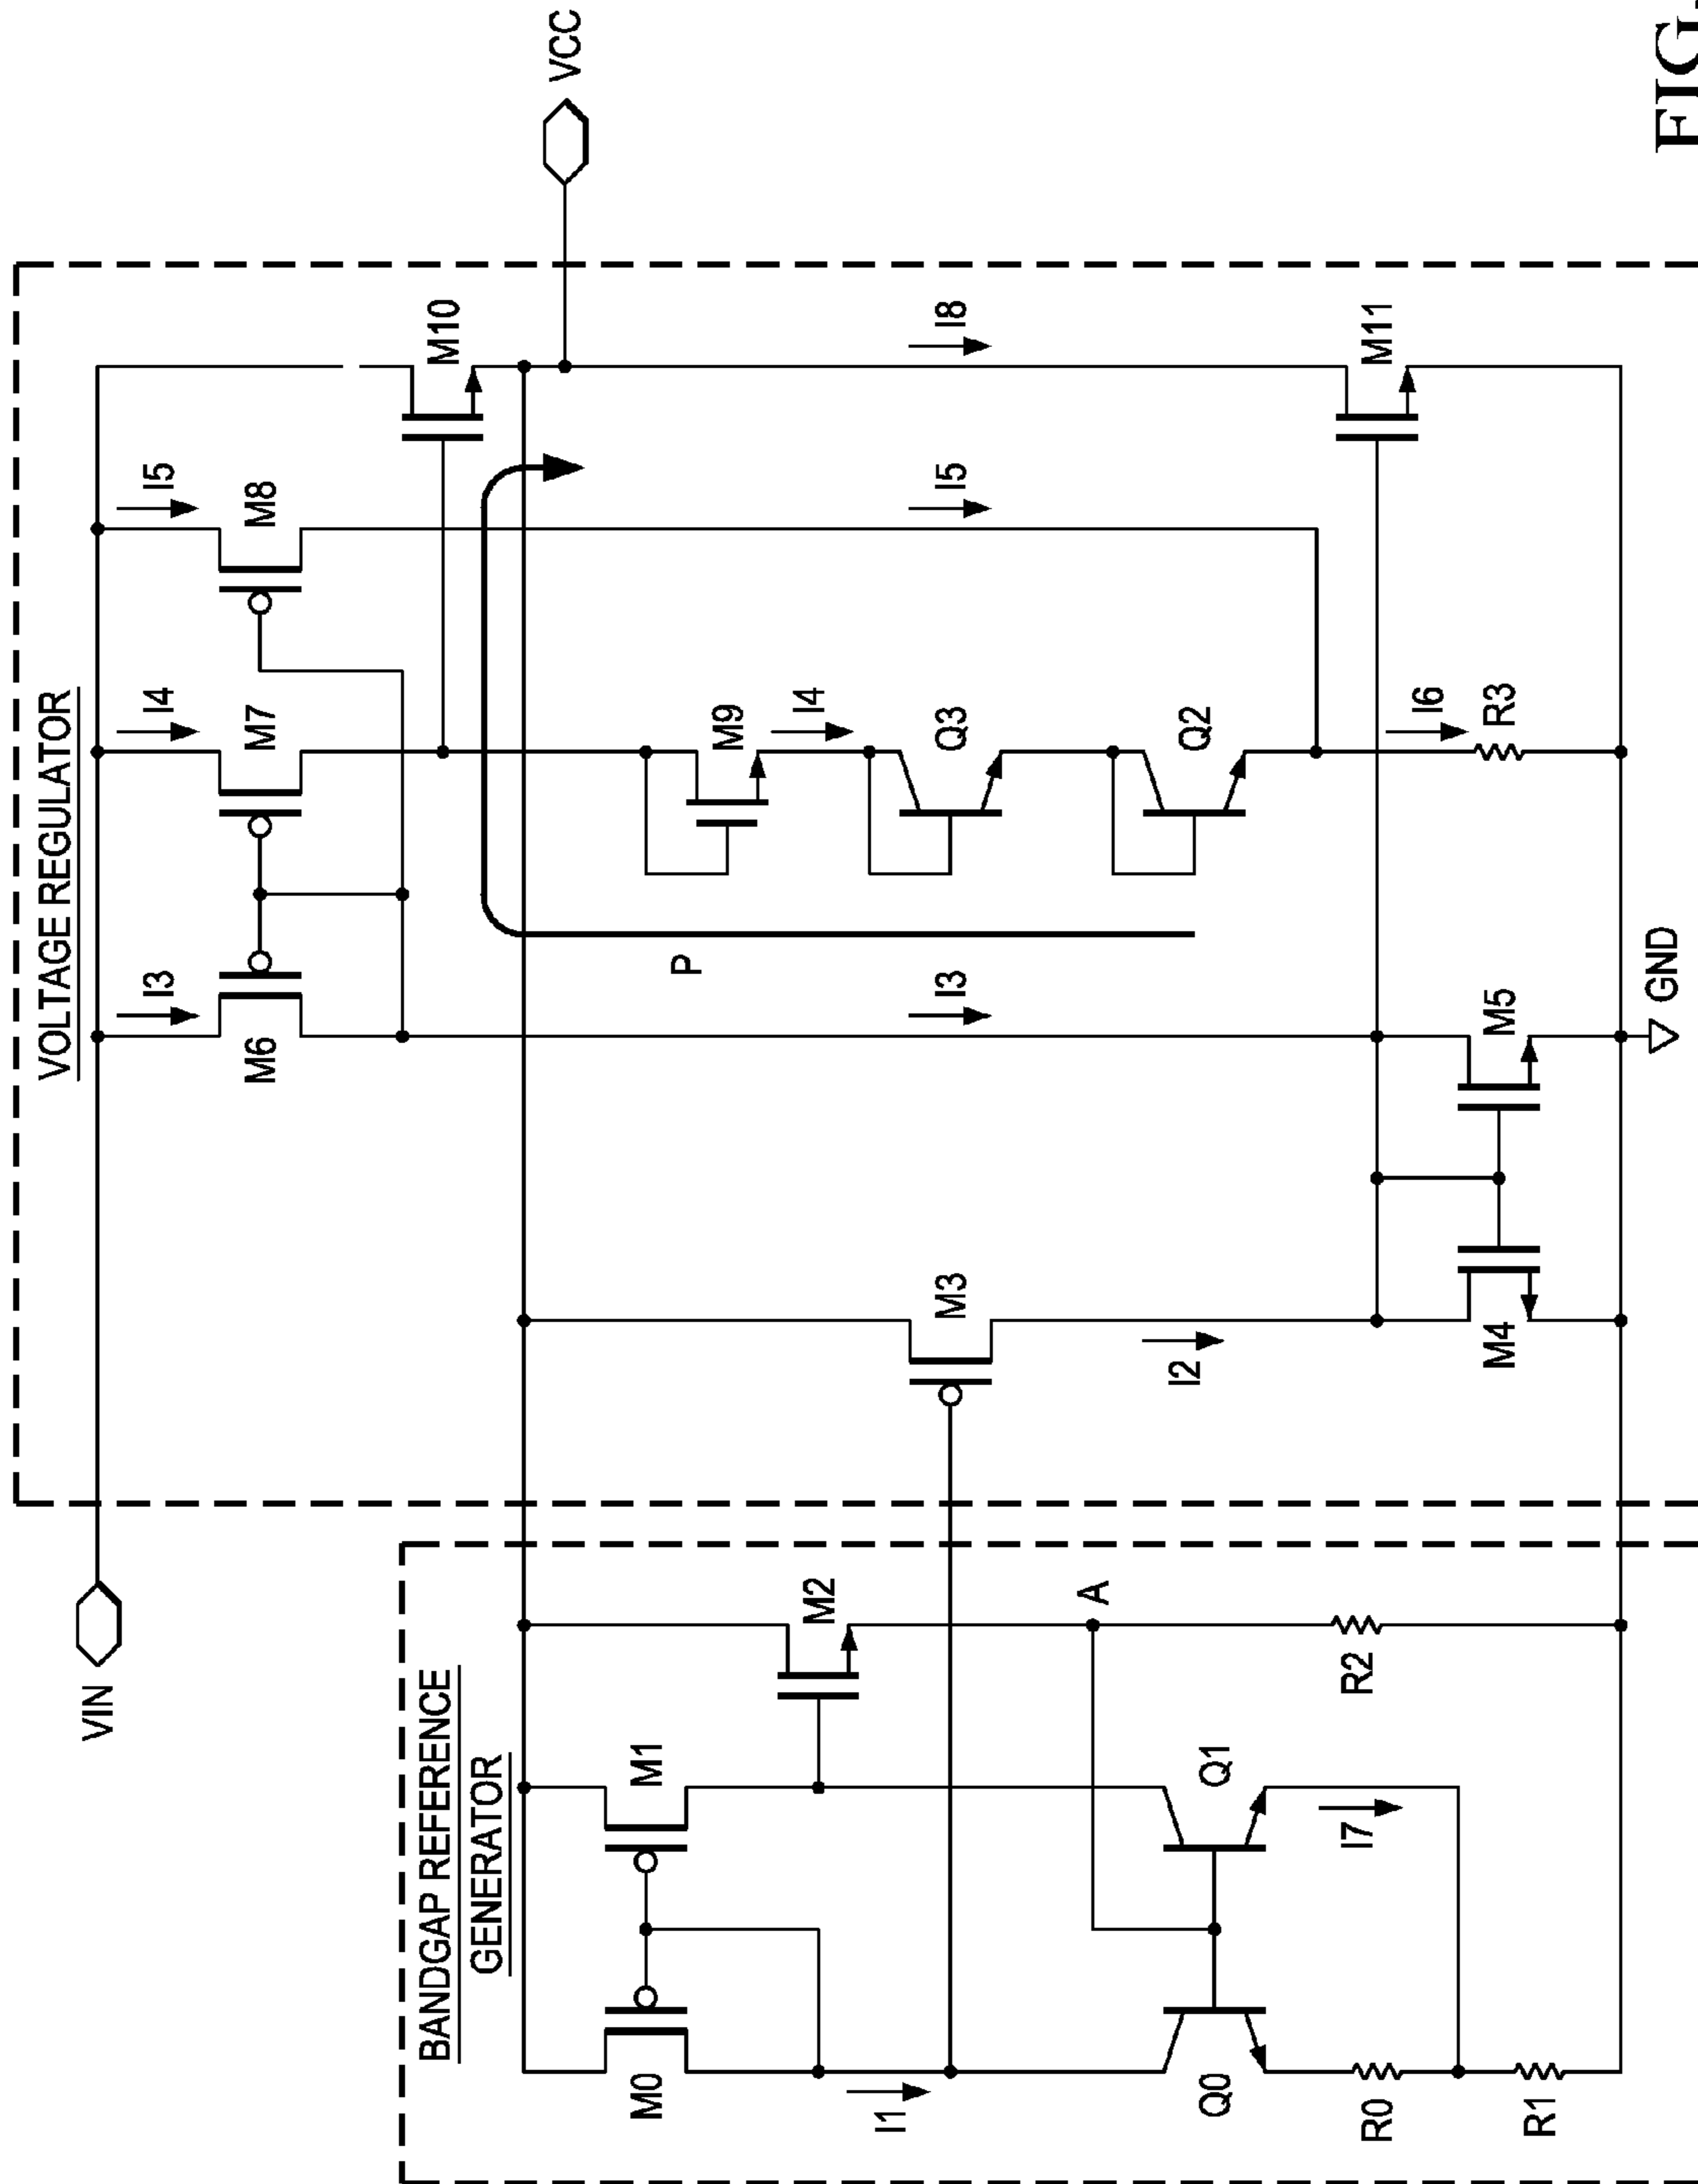 VOLTAGE REGULATOR
VIN
I3
I4
I5
M6
M7
M8
BANDGAP REFERENCE
GENERATOR
M10
VCC
M0
M1
P
M9
I4
M2
I1
M3
I3
Q3
I5
I8
A
Q0
Q1
I2
Q2
I7
R2
R0
M11
I6
M4
M5
R3
R1
GND
FIG.